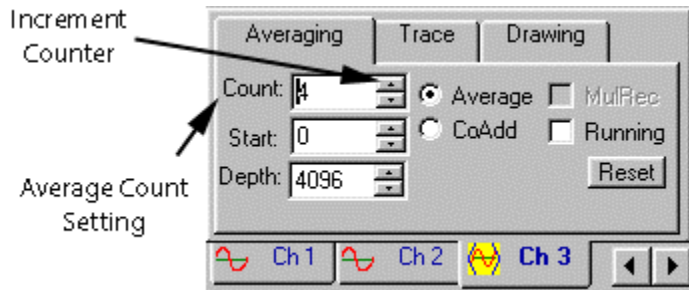 Increment
Counter
Averaging Trace Drawing
Count: 4 Average MulRec
Start: 0 CoAdd Running
Depth: 4096 Reset
Average Count
Setting
Ch 1 Ch 2 Ch 3